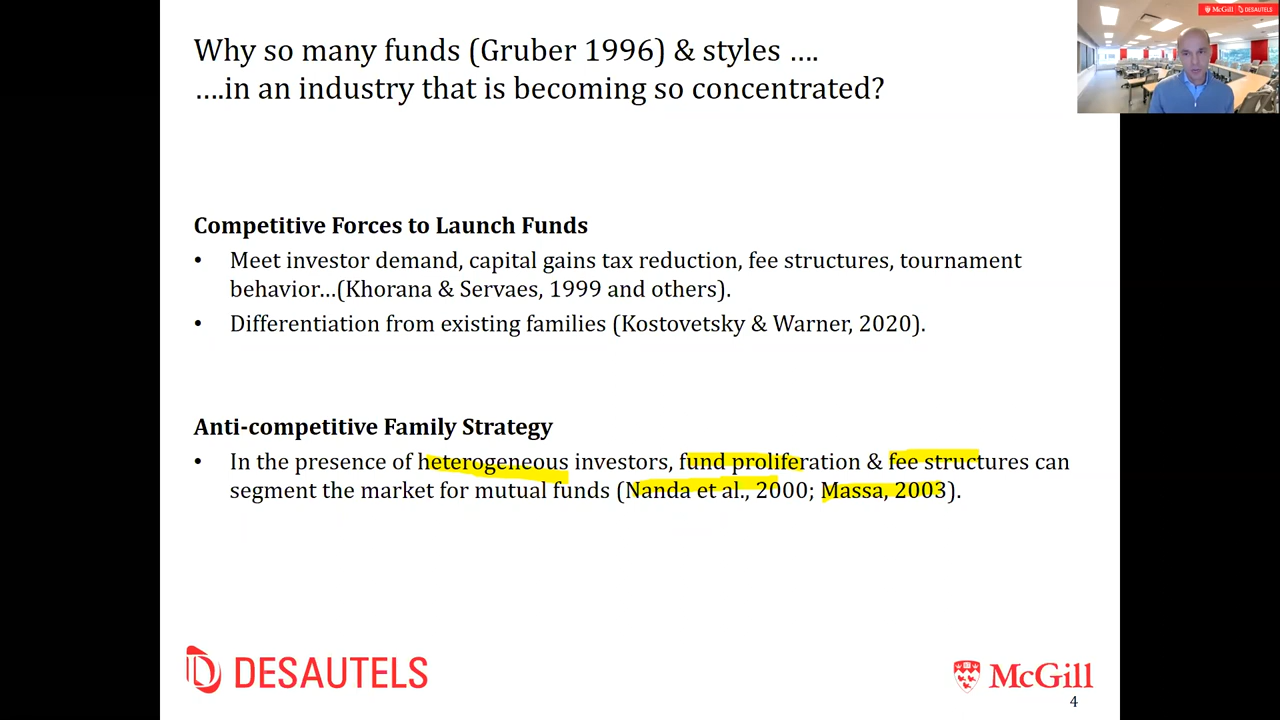 McGill DESAUTELS
Why so many funds (Gruber 1996) & styles ….
….in an industry that is becoming so concentrated?
Competitive Forces to Launch Funds
• Meet investor demand, capital gains tax reduction, fee structures, tournament
behavior…(Khorana & Servaes, 1999 and others).
• Differentiation from existing families (Kostovetsky & Warner, 2020).
Anti-competitive Family Strategy
• In the presence of heterogeneous investors, fund proliferation & fee structures can
segment the market for mutual funds (Nanda et al., 2000; Massa, 2003).
DESAUTELS
McGill
4